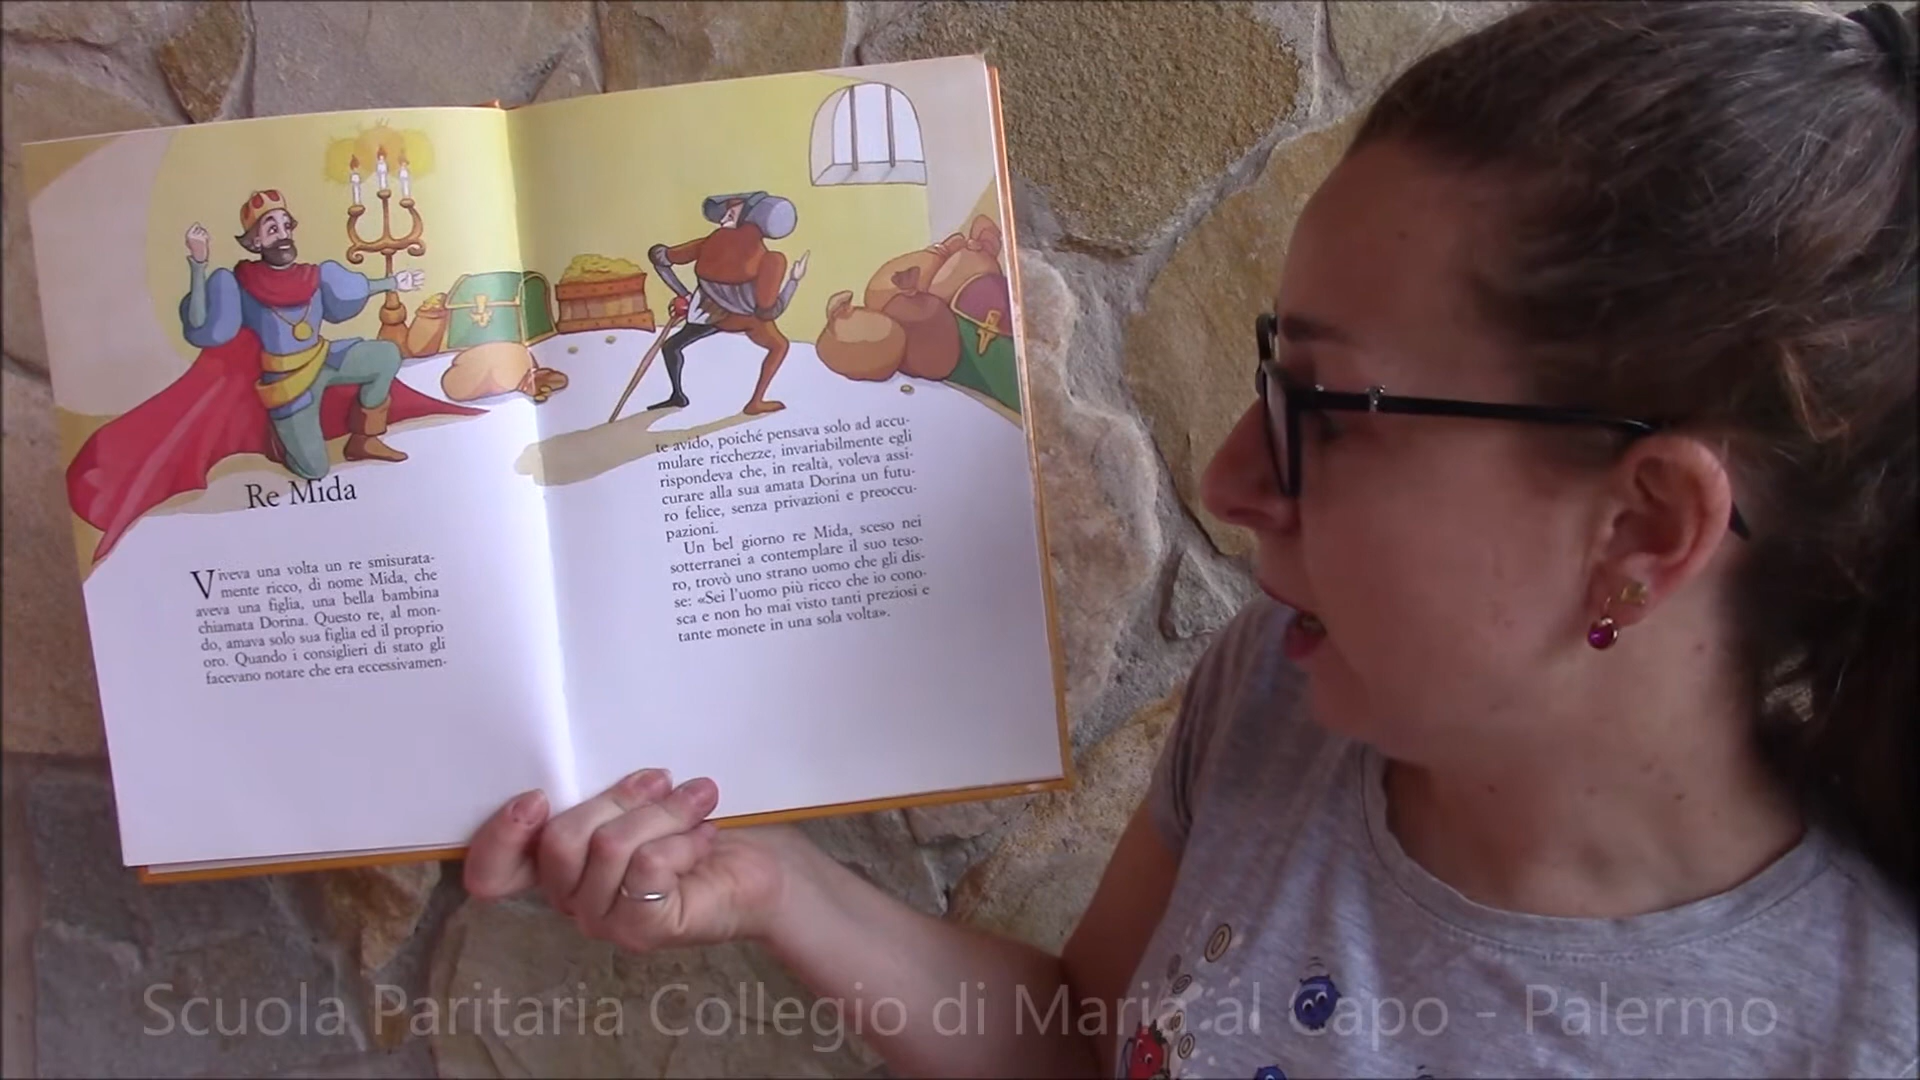 Re Mida
Viveva una volta un re smisurata-
mente ricco, di nome Mida, che
aveva una figlia, una bella bambina
chiamata Dorina. Questo re, al mon-
do, amava solo sua figlia ed il proprio
oro. Quando i consiglieri di stato gli
facevano notare che era eccessivamen-
te avido, poiché pensava solo ad accu-
mulare ricchezze, invariabilmente egli
rispondeva che, in realtà, voleva assi-
curare alla sua amata Dorina un futu-
ro felice, senza privazioni e preoccu-
pazioni.
Un bel giorno re Mida, sceso nei
sotterranei a contemplare il suo teso-
ro, trovò uno strano uomo che gli dis-
se: «Sei l'uomo più ricco che io cono-
sca e non ho mai visto tanti preziosi e
tante monete in una sola volta».
Scuola Paritaria Collegio di Maria al Capo - Palermo